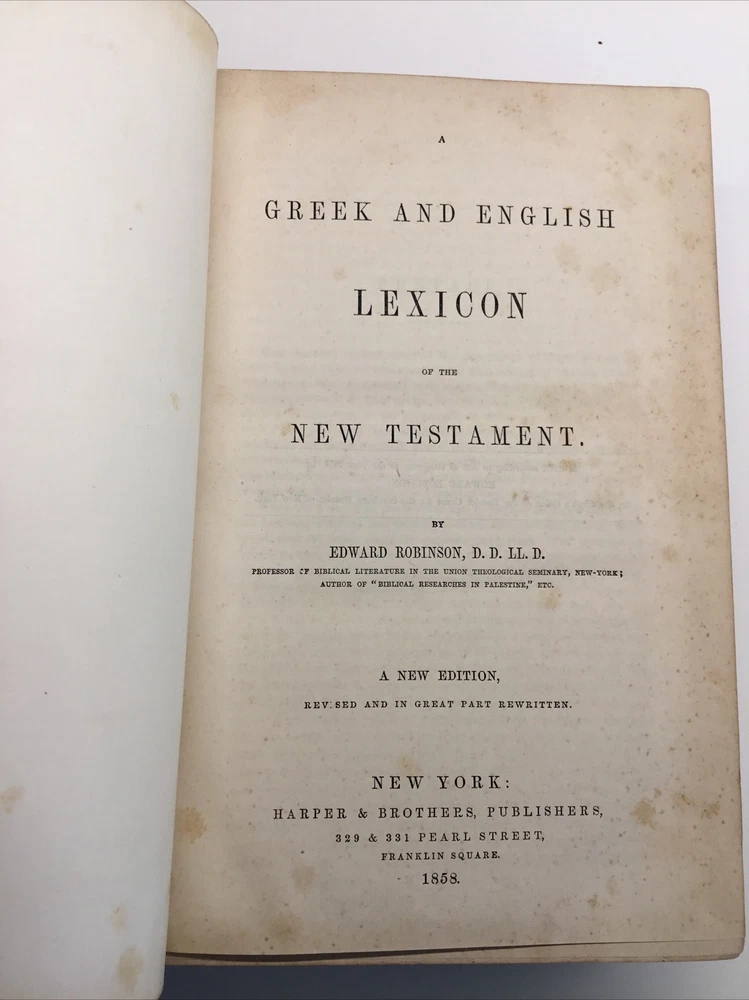 A
GREEK AND ENGLISH
LEXICON
OF THE
NEW TESTAMENT.
BY
EDWARD ROBINSON, D. D. LL. D.
PROFESSOR OF BIBLICAL LITERATURE IN THE UNION THEOLOGICAL SEMINARY, NEW-YORK;
AUTHOR OF "BIBLICAL RESEARCHES IN PALESTINE," ETC.
A NEW EDITION,
REVISED AND IN GREAT PART REWRITTEN.
NEW YORK:
HARPER & BROTHERS, PUBLISHERS,
329 & 331 PEARL STREET,
FRANKLIN SQUARE.
1858.